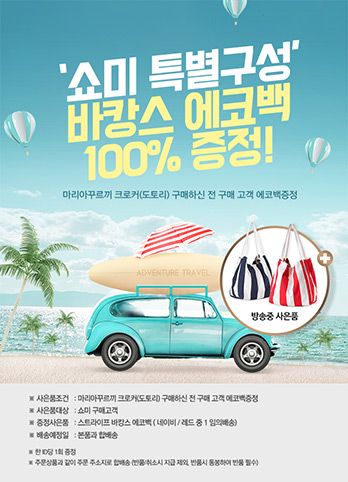 '쇼미 특별구성'
바캉스 에코백
100% 증정!
마리아꾸르끼 크로커(도토리) 구매하신 전 구매 고객 에코백증정
ADVENTURE TRAVEL
방송중 사은품
※ 사은품조건 : 마리아꾸르끼 크로커(도토리) 구매하신 전 구매 고객 에코백증정
※ 사은품대상 : 쇼미 구매고객
※ 증정사은품 : 스트라이프 바캉스 에코백 ( 네이비 / 레드 중 1 임의배송)
※ 배송예정일 : 본품과 합배송
※ 한 ID당 1회 증정
※ 주문상품과 같이 주문 주소지로 합배송 (반품/취소시 지급 제외, 반품시 동봉하여 반품 필수)